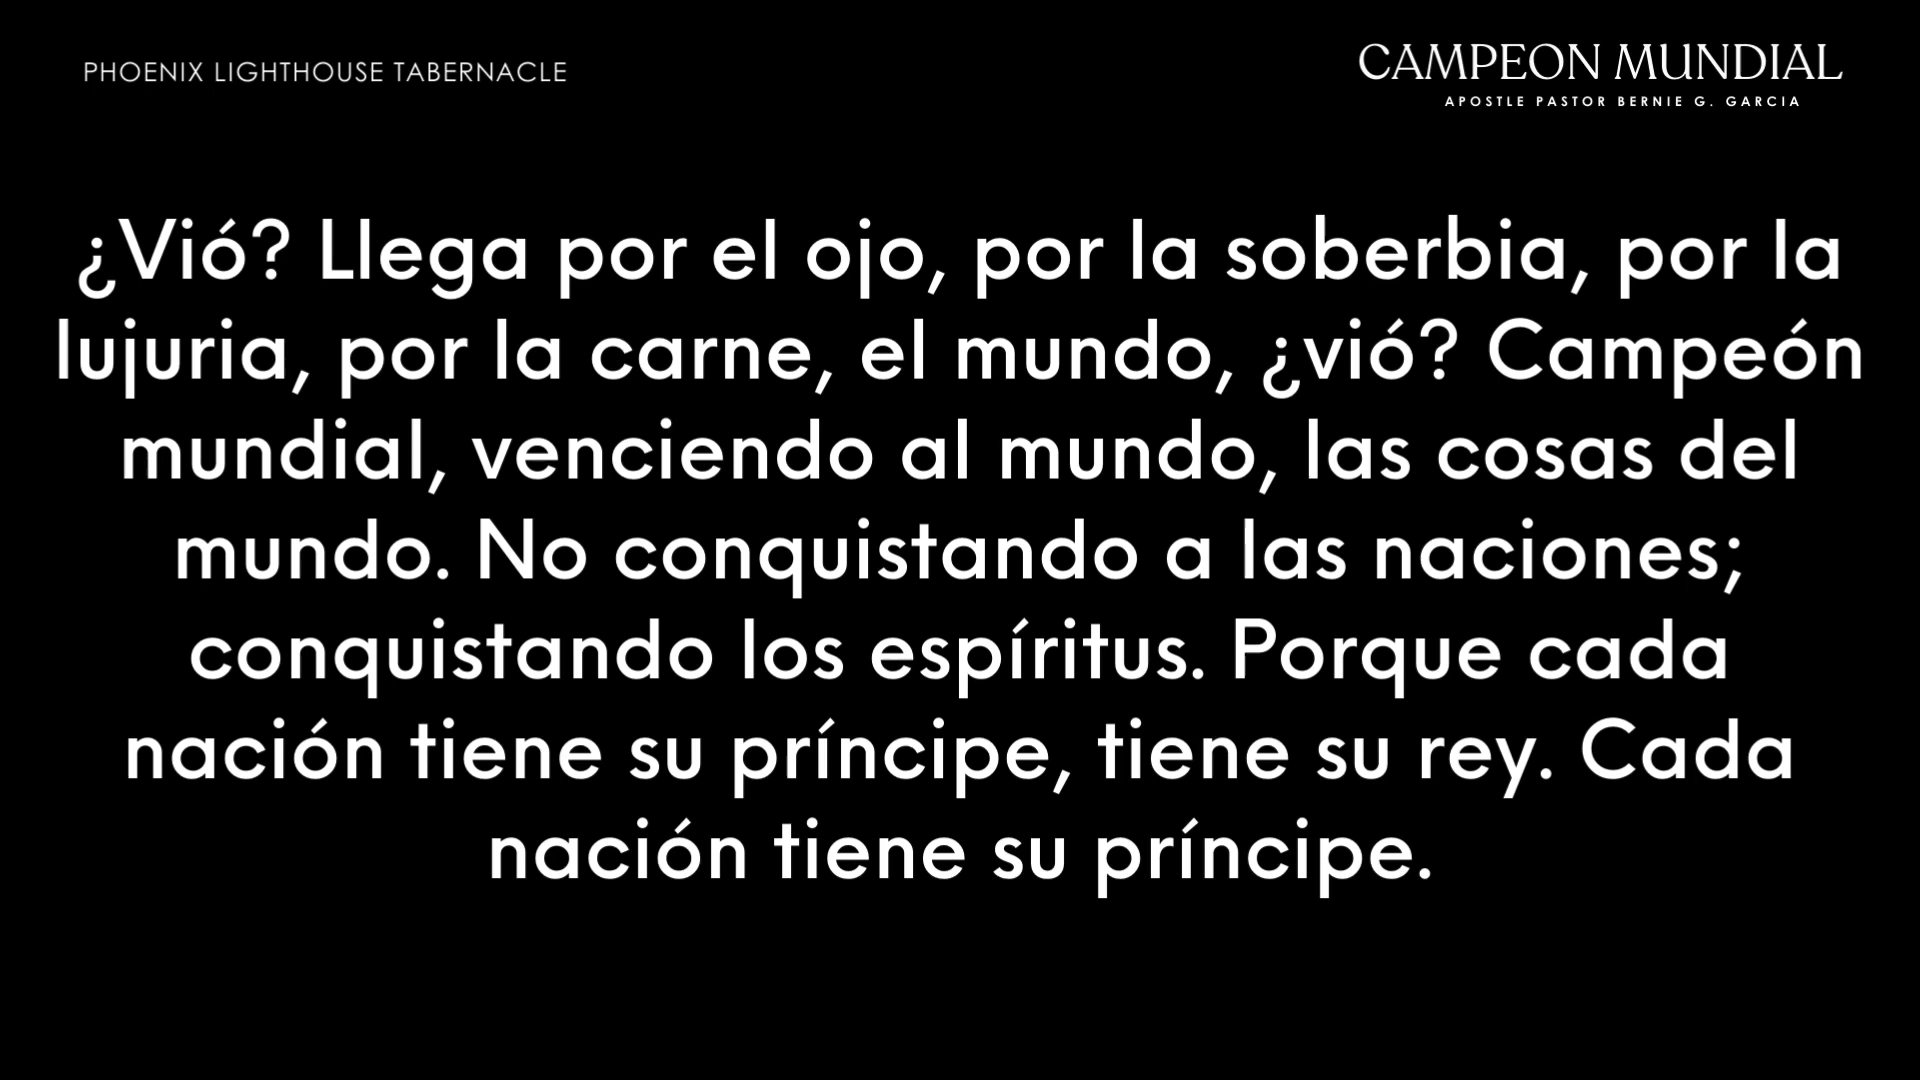 PHOENIX LIGHTHOUSE TABERNACLE
CAMPEON MUNDIAL
APOSTLE PASTOR BERNIE G. GARCIA
¿Vió? Llega por el ojo, por la soberbia, por la
lujuria, por la carne, el mundo, ¿vió? Campeón
mundial, venciendo al mundo, las cosas del
mundo. No conquistando a las naciones;
conquistando los espíritus. Porque cada
nación tiene su príncipe, tiene su rey. Cada
nación tiene su príncipe.